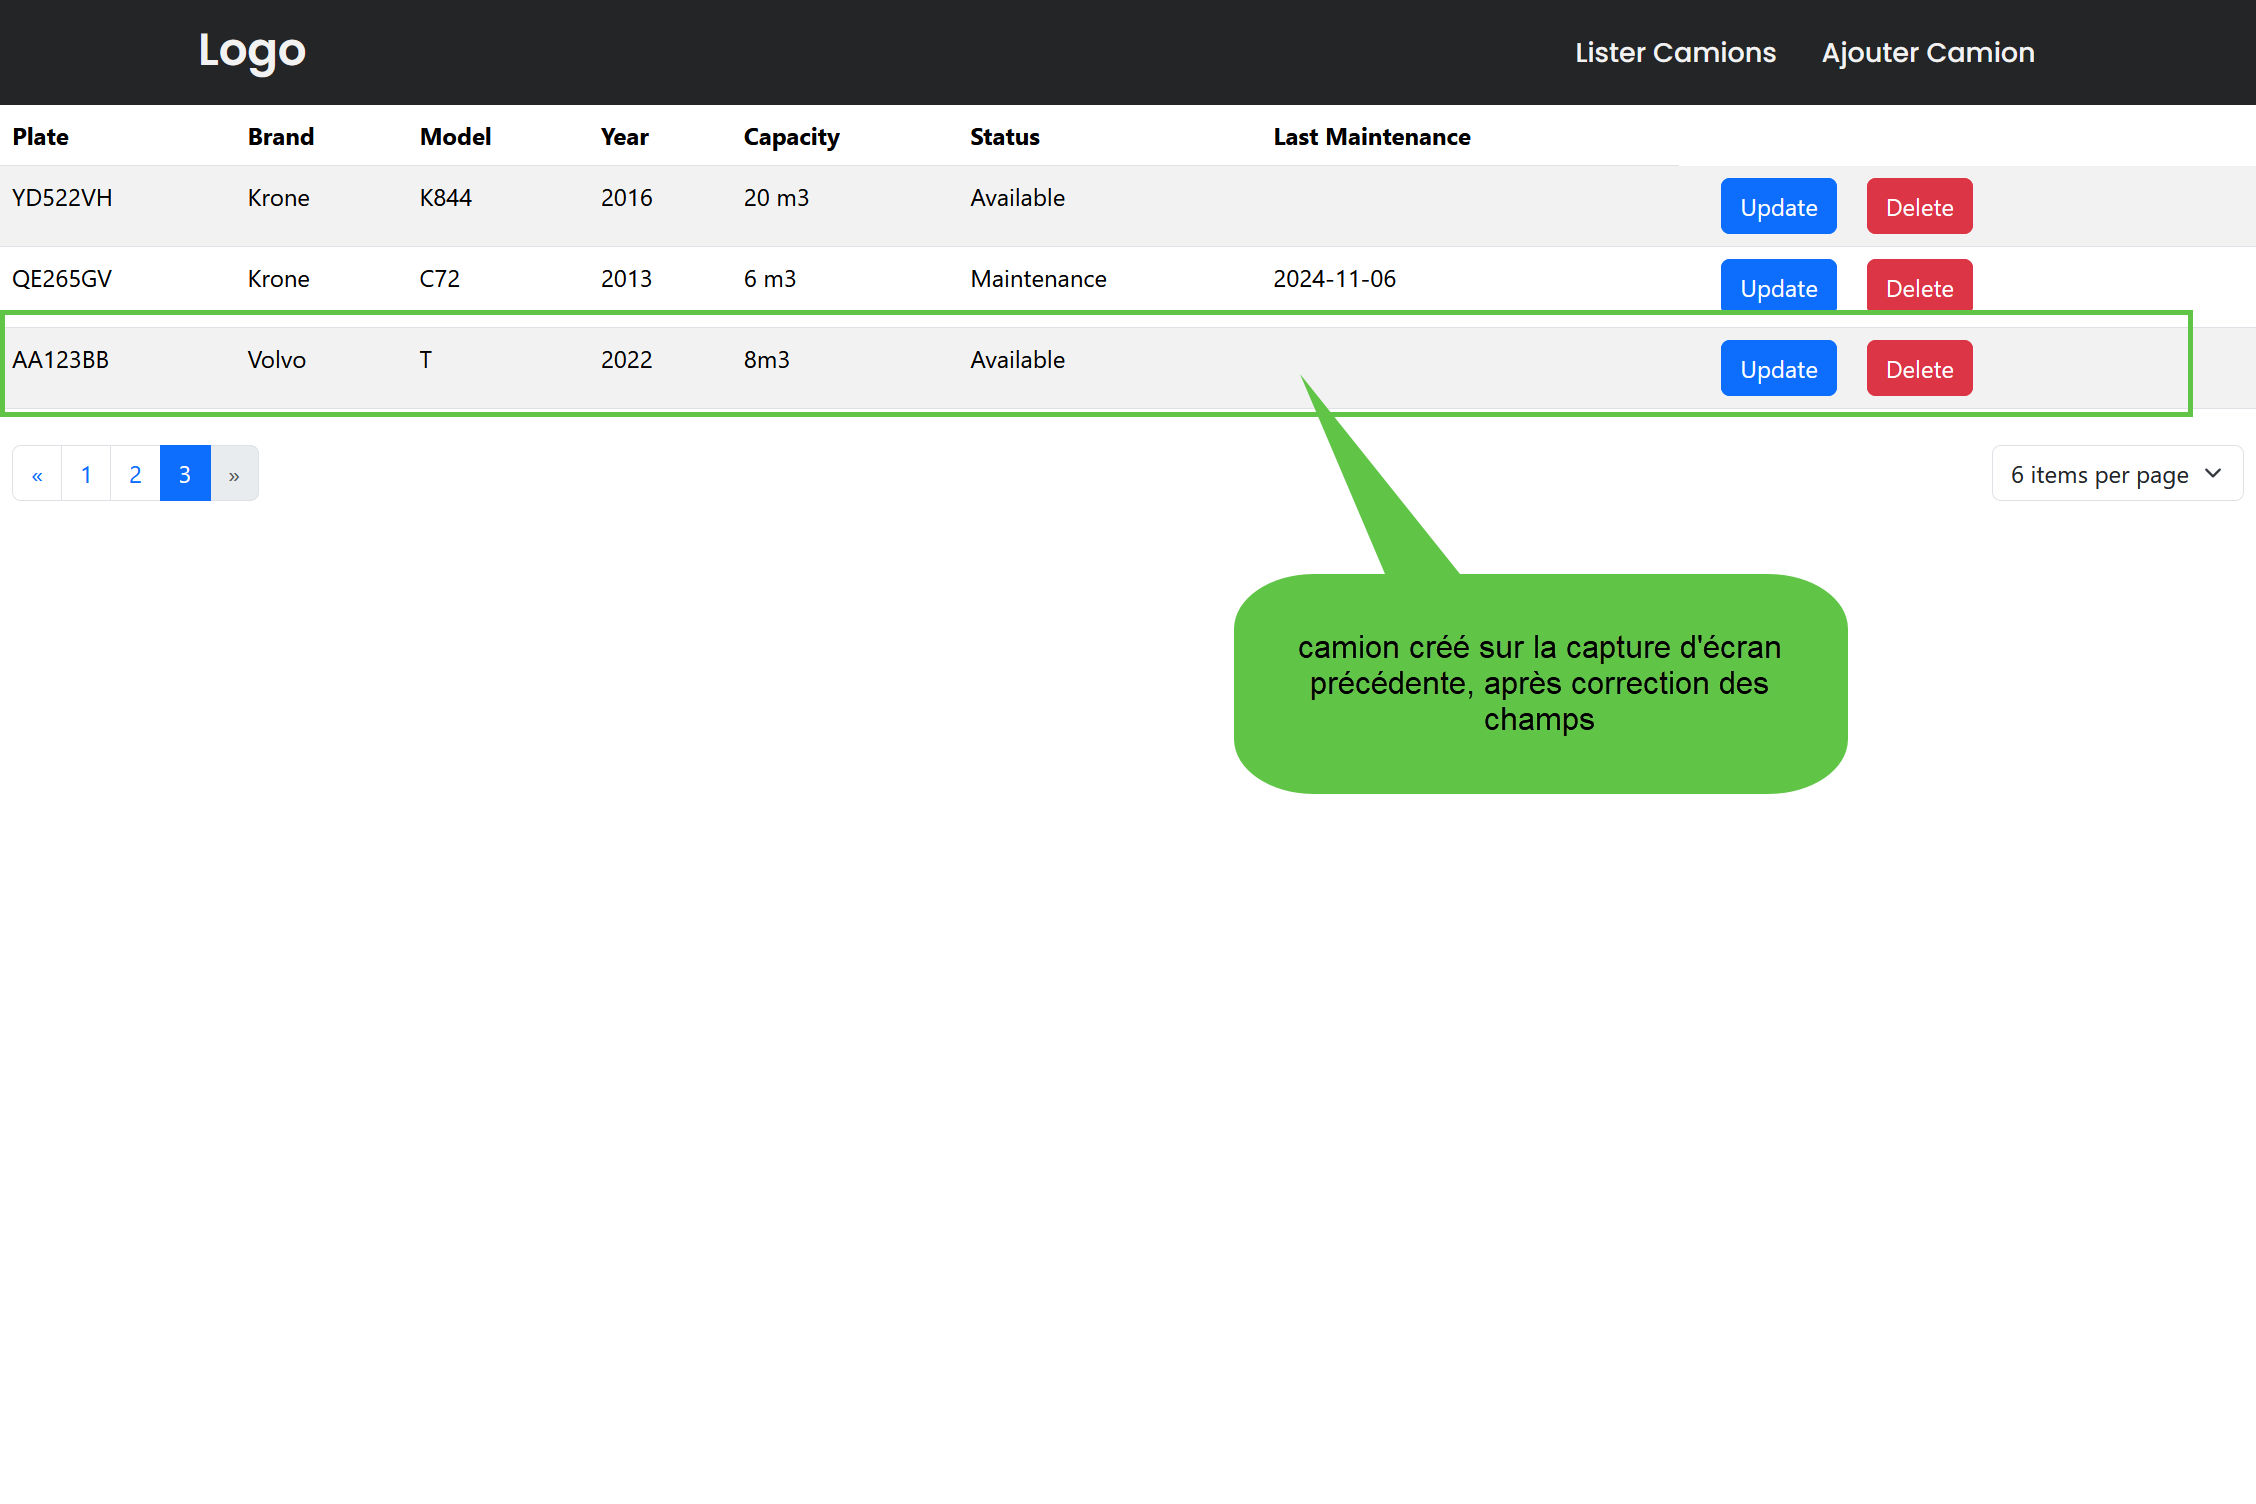 Logo Lister Camions Ajouter Camion
Plate Brand Model Year Capacity Status Last Maintenance
YD522VH Krone K844 2016 20 m3 Available Update Delete
QE265GV Krone C72 2013 6 m3 Maintenance 2024-11-06 Update Delete
AA123BB Volvo T 2022 8m3 Available Update Delete
« 1 2 3 » 6 items per page
camion créé sur la capture d'écran
précédente, après correction des
champs